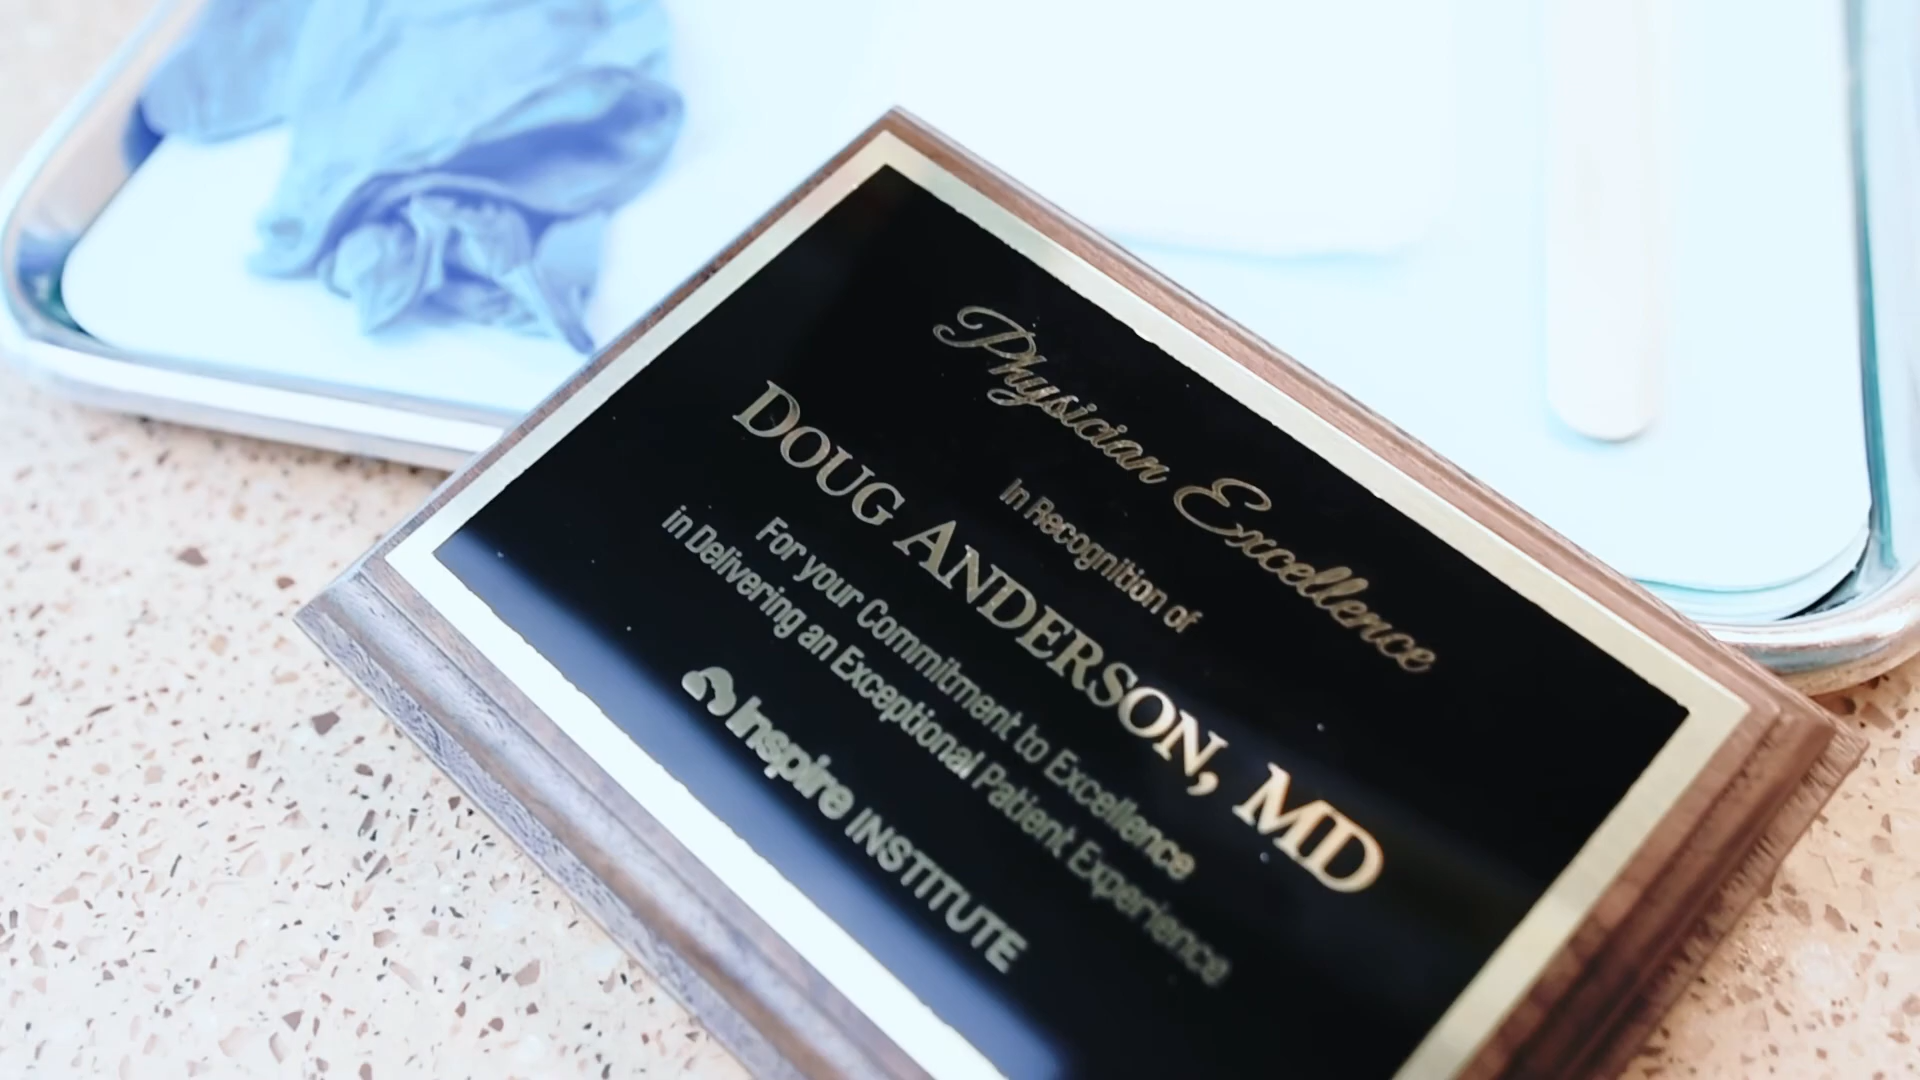 Physician Excellence
In Recognition of
DOUG ANDERSON, MD
For your Commitment to Excellence
in Delivering an Exceptional Patient Experience
Inspire INSTITUTE